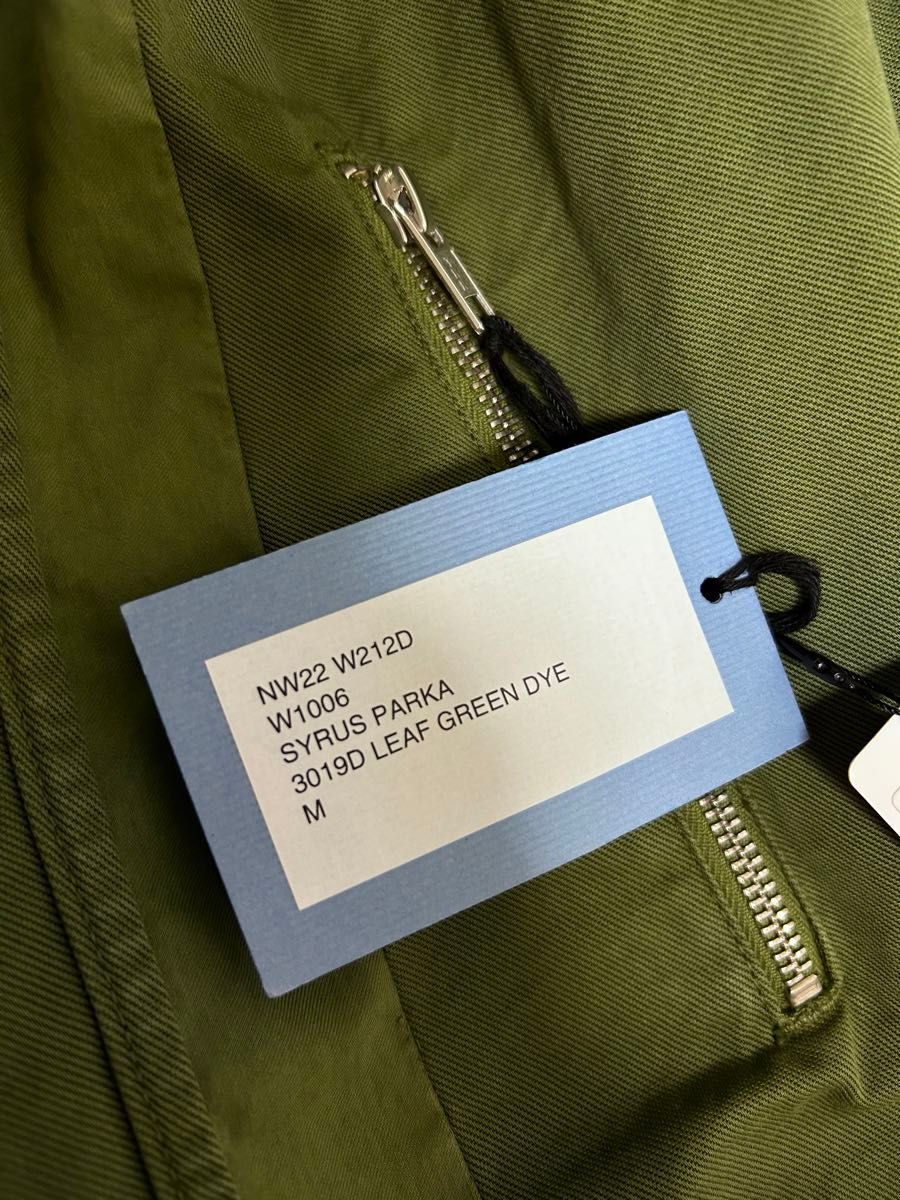 NW22 W212D
W1006
SYRUS PARKA
3019D LEAF GREEN DYE
M